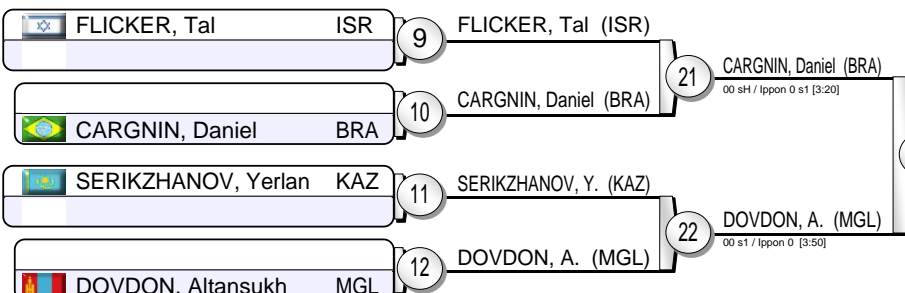 FLICKER, Tal ISR
9
FLICKER, Tal (ISR)
21
CARGNIN, Daniel (BRA)
00 sH / Ippon 0 s1 [3:20]
10
CARGNIN, Daniel (BRA)
CARGNIN, Daniel BRA
SERIKZHANOV, Yerlan KAZ
11
SERIKZHANOV, Y. (KAZ)
22
DOVDON, A. (MGL)
00 s1 / Ippon 0 [3:50]
12
DOVDON, A. (MGL)
DOVDON, Altansukh MGL